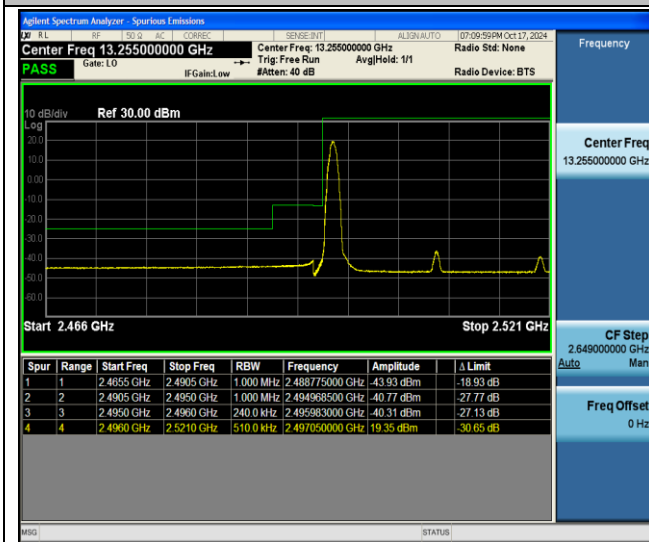 Agilent Spectrum Analyzer - Spurious Emissions
RL RF 50 Ω AC CORREC SENSE:INT ALIGN AUTO 07:09:59PM Oct 17, 2024
Center Freq 13.255000000 GHz
Center Freq: 13.255000000 GHz
Radio Std: None
Trig: Free Run Avg|Hold: 1/1
PASS
Gate: LO
IFGain:Low
#Atten: 40 dB
Radio Device: BTS
Frequency
10 dB/div Ref 30.00 dBm
Log
20.0
10.0
0.00
-10.0
-20.0
-30.0
-40.0
-50.0
-60.0
Start 2.466 GHz Stop 2.521 GHz
Center Freq
13.255000000 GHz
CF Step
2.649000000 GHz
Auto Man
Freq Offset
0 Hz
Spur Range Start Freq Stop Freq RBW Frequency Amplitude Δ Limit
1 1 2.4655 GHz 2.4905 GHz 1.000 MHz 2.488775000 GHz -43.93 dBm -18.93 dB
2 2 2.4905 GHz 2.4950 GHz 1.000 MHz 2.494968500 GHz -40.77 dBm -27.77 dB
3 3 2.4950 GHz 2.4960 GHz 240.0 kHz 2.495983000 GHz -40.31 dBm -27.13 dB
4 4 2.4960 GHz 2.5210 GHz 510.0 kHz 2.497050000 GHz 19.35 dBm -30.65 dB
MSG STATUS